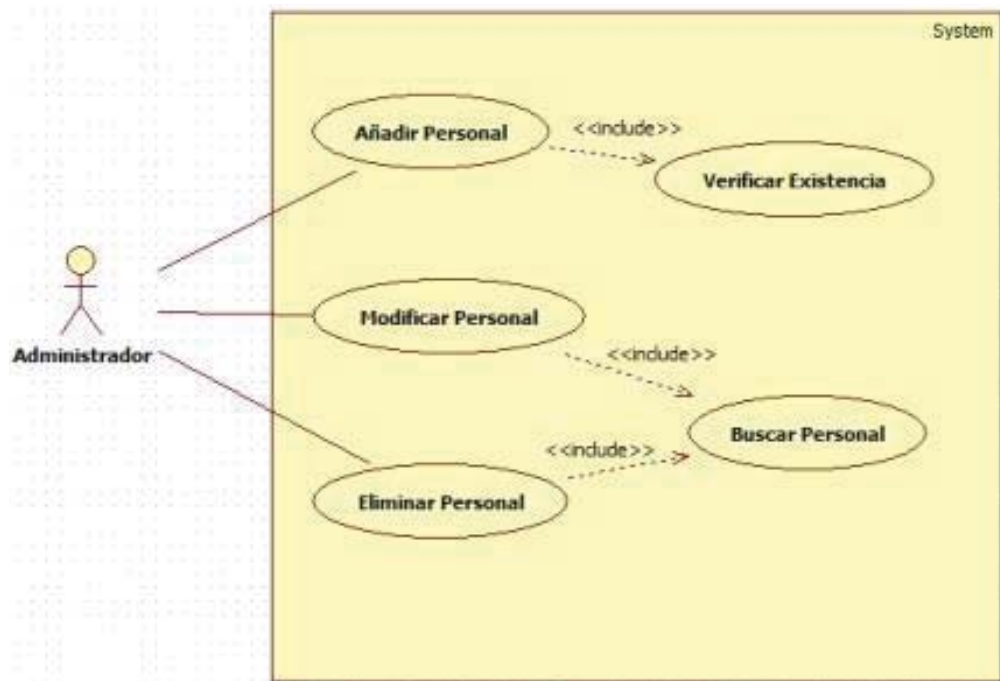 System
Añadir Personal
<<include>>
Verificar Existencia
Modificar Personal
Administrador
<<include>>
Buscar Personal
<<include>>
Eliminar Personal